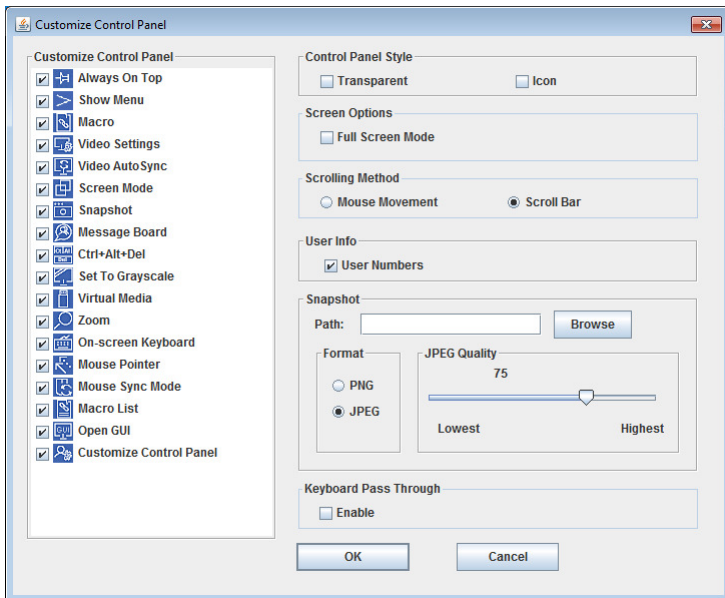 Customize Control Panel
Customize Control Panel
Always On Top
Show Menu
Macro
Video Settings
Video AutoSync
Screen Mode
Snapshot
Message Board
Ctrl+Alt+Del
Set To Grayscale
Virtual Media
Zoom
On-screen Keyboard
Mouse Pointer
Mouse Sync Mode
Macro List
GUI
Open GUI
Customize Control Panel
Control Panel Style
Transparent
Icon
Screen Options
Full Screen Mode
Scrolling Method
Mouse Movement
Scroll Bar
User Info
User Numbers
Snapshot
Path:
Browse
Format
PNG
JPEG
JPEG Quality
75
Lowest
Highest
Keyboard Pass Through
Enable
OK
Cancel